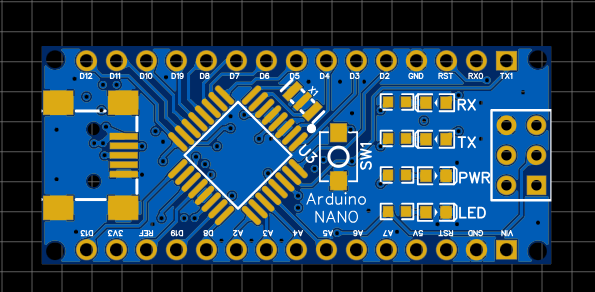 D12 D11 D10 D19 D8 D7 D6 D5 D4 D3 D2 GND RST RX0 TX1
X1
RX
U3
SW1
TX
PWR
Arduino
NANO
LED
D13 3V3 REF D19 D8 A2 A3 A4 A5 A6 A7 5V RST GND VIN